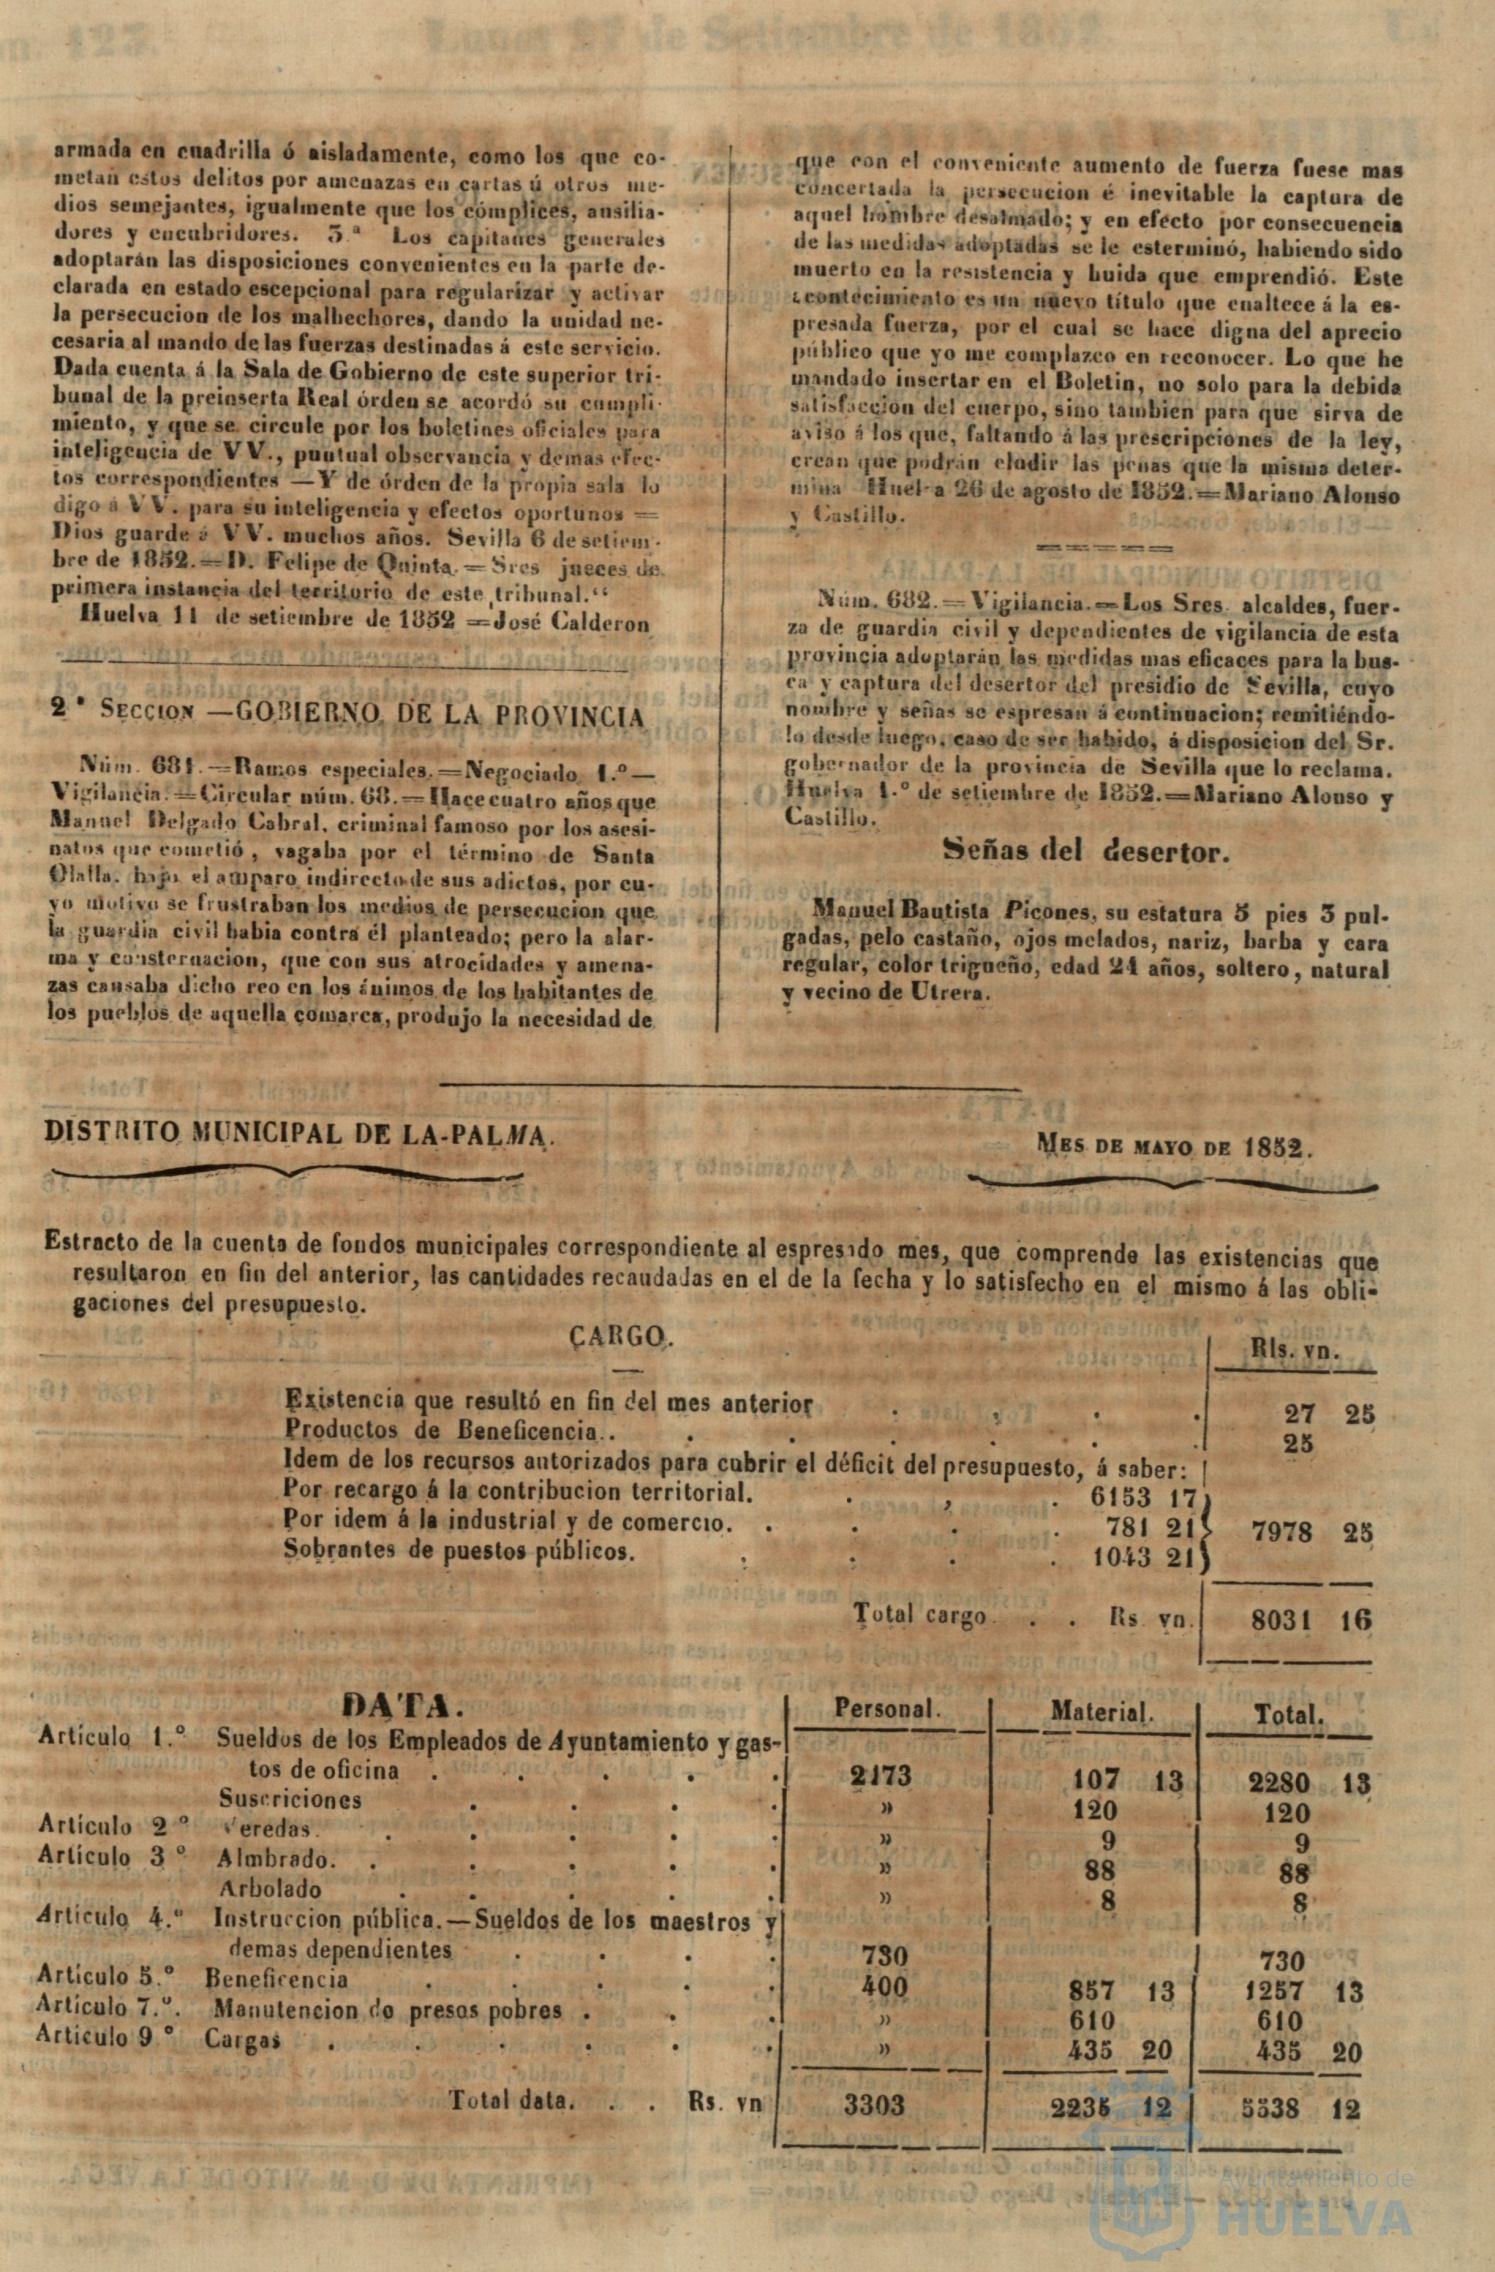 armada en cuadrilla ó aisladamente, como los que co-
metan estos delitos por amenazas en cartas ú otros me-
dios semejantes, igualmente que los cómplices, ausilia-
dores y encubridores. 3.ª Los capitanes generales
adoptarán las disposiciones convenientes en la parte de-
clarada en estado escepcional para regularizar y activar
la persecucion de los malhechores, dando la unidad ne-
cesaria al mando de las fuerzas destinadas á este servicio.
Dada cuenta á la Sala de Gobierno de este superior tri-
bunal de la preinserta Real órden se acordó su cumpli-
miento, y que se circule por los boletines oficiales para
inteligencia de VV., puntual observancia y demas efec-
tos correspondientes —Y de órden de la propia sala lo
digo á VV. para su inteligencia y efectos oportunos =
Dios guarde á VV. muchos años. Sevilla 6 de setiem-
bre de 1852.=D. Felipe de Quinta.=Sres jueces de
primera instancia del territorio de este tribunal.“
Huelva 11 de setiembre de 1852 =José Calderon
2ª SECCION —GOBIERNO DE LA PROVINCIA
Núm. 681.=Ramos especiales.=Negociado 1.º—
Vigilancia.=Circular núm. 68.=Hace cuatro años que
Manuel Delgado Cabral, criminal famoso por los asesi-
natos que cometió, vagaba por el término de Santa
Olalla, bajo el amparo indirecto de sus adictos, por cu-
yo motivo se frustraban los medios de persecucion que
la guardia civil habia contra él planteado; pero la alar-
ma y consternacion, que con sus atrocidades y amena-
zas causaba dicho reo en los ánimos de los habitantes de
los pueblos de aquella comarca, produjo la necesidad de
que con el conveniente aumento de fuerza fuese mas
concertada la persecucion é inevitable la captura de
aquel hombre desalmado; y en efecto por consecuencia
de las medidas adoptadas se le esterminó, habiendo sido
muerto en la resistencia y huida que emprendió. Este
acontecimiento es un nuevo título que enaltece á la es-
presada fuerza, por el cual se hace digna del aprecio
público que yo me complazco en reconocer. Lo que he
mandado insertar en el Boletin, no solo para la debida
satisfaccion del cuerpo, sino tambien para que sirva de
aviso á los que, faltando á las prescripciones de la ley,
crean que podrán eludir las penas que la misma deter-
mina Huelva 26 de agosto de 1852.=Mariano Alonso
y Castillo.
Núm. 682.=Vigilancia.=Los Sres. alcaldes, fuer-
za de guardia civil y dependientes de vigilancia de esta
provincia adoptarán las medidas mas eficaces para la bus-
ca y captura del desertor del presidio de Sevilla, cuyo
nombre y señas se espresan á continuacion; remitiéndo-
lo desde luego, caso de ser habido, á disposicion del Sr.
gobernador de la provincia de Sevilla que lo reclama.
Huelva 1.º de setiembre de 1852.=Mariano Alonso y
Castillo.
Señas del desertor.
Manuel Bautista Picones, su estatura 5 pies 3 pul-
gadas, pelo castaño, ojos melados, nariz, barba y cara
regular, color trigueño, edad 24 años, soltero, natural
y vecino de Utrera.
DISTRITO MUNICIPAL DE LA-PALMA.
MES DE MAYO DE 1852.
Estracto de la cuenta de fondos municipales correspondiente al espresido mes, que comprende las existencias que
resultaron en fin del anterior, las cantidades recaudadas en el de la fecha y lo satisfecho en el mismo á las obli-
gaciones del presupuesto.
CARGO.
Rls. vn.
Existencia que resultó en fin del mes anterior . . . . 27 25
Productos de Beneficencia.. . . . . . . 25
Idem de los recursos autorizados para cubrir el déficit del presupuesto, á saber:
Por recargo á la contribucion territorial. . , . 6153 17
Por idem á la industrial y de comercio. . . . . 781 21 } 7978 25
Sobrantes de puestos públicos. . . . . 1043 21
Total cargo . . . Rs vn. 8031 16
DATA. Personal. Material. Total.
Artículo 1.º Sueldos de los Empleados de Ayuntamiento y gas-
tos de oficina . . . . . 2173 107 13 2280 13
Suscriciones . . . . » 120 120
Artículo 2º Veredas. . . . . . » 9 9
Artículo 3º Almbrado. . . . . . » 88 88
Arbolado . . . . . » 8 8
Artículo 4.º Instruccion pública.—Sueldos de los maestros y
demas dependientes . . . . 730 730
Artículo 5.º Beneficencia . . . . . 400 857 13 1257 13
Artículo 7.º. Manutencion de presos pobres . . . » 610 610
Artículo 9º Cargas . . . . . . » 435 20 435 20
Total data. . . Rs. vn 3303 2235 12 5538 12
Ayuntamiento de
HUELVA